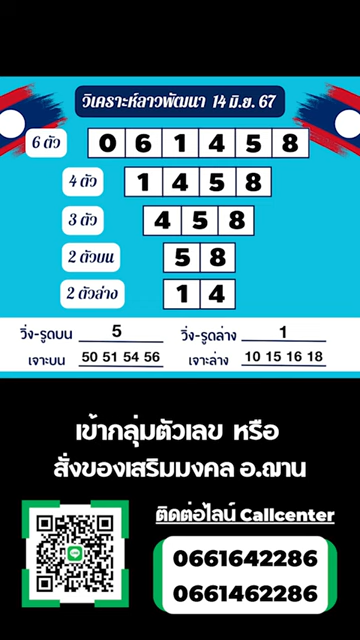 วิเคราะห์ลาวพัฒนา 14 มิ.ย. 67
6 ตัว 0 6 1 4 5 8
4 ตัว 1 4 5 8
3 ตัว 4 5 8
2 ตัวบน 5 8
2 ตัวล่าง 1 4
วิ่ง-รูดบน 5 วิ่ง-รูดล่าง 1
เจาะบน 50 51 54 56 เจาะล่าง 10 15 16 18
เข้ากลุ่มตัวเลข หรือ
สั่งของเสริมมงคล อ.ฌาน
ติดต่อไลน์ Callcenter
0661642286
0661462286